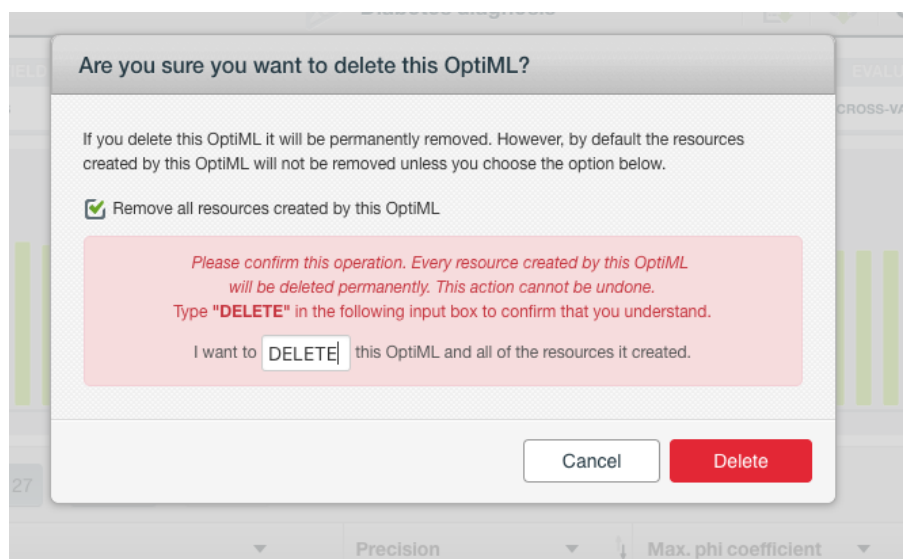 Diabetes diagnosis
Are you sure you want to delete this OptiML?
EVALU
CROSS-VA
If you delete this OptiML it will be permanently removed. However, by default the resources
created by this OptiML will not be removed unless you choose the option below.
Remove all resources created by this OptiML
Please confirm this operation. Every resource created by this OptiML
will be deleted permanently. This action cannot be undone.
Type "DELETE" in the following input box to confirm that you understand.
I want to DELETE this OptiML and all of the resources it created.
Cancel
Delete
27
Precision
Max. phi coefficient